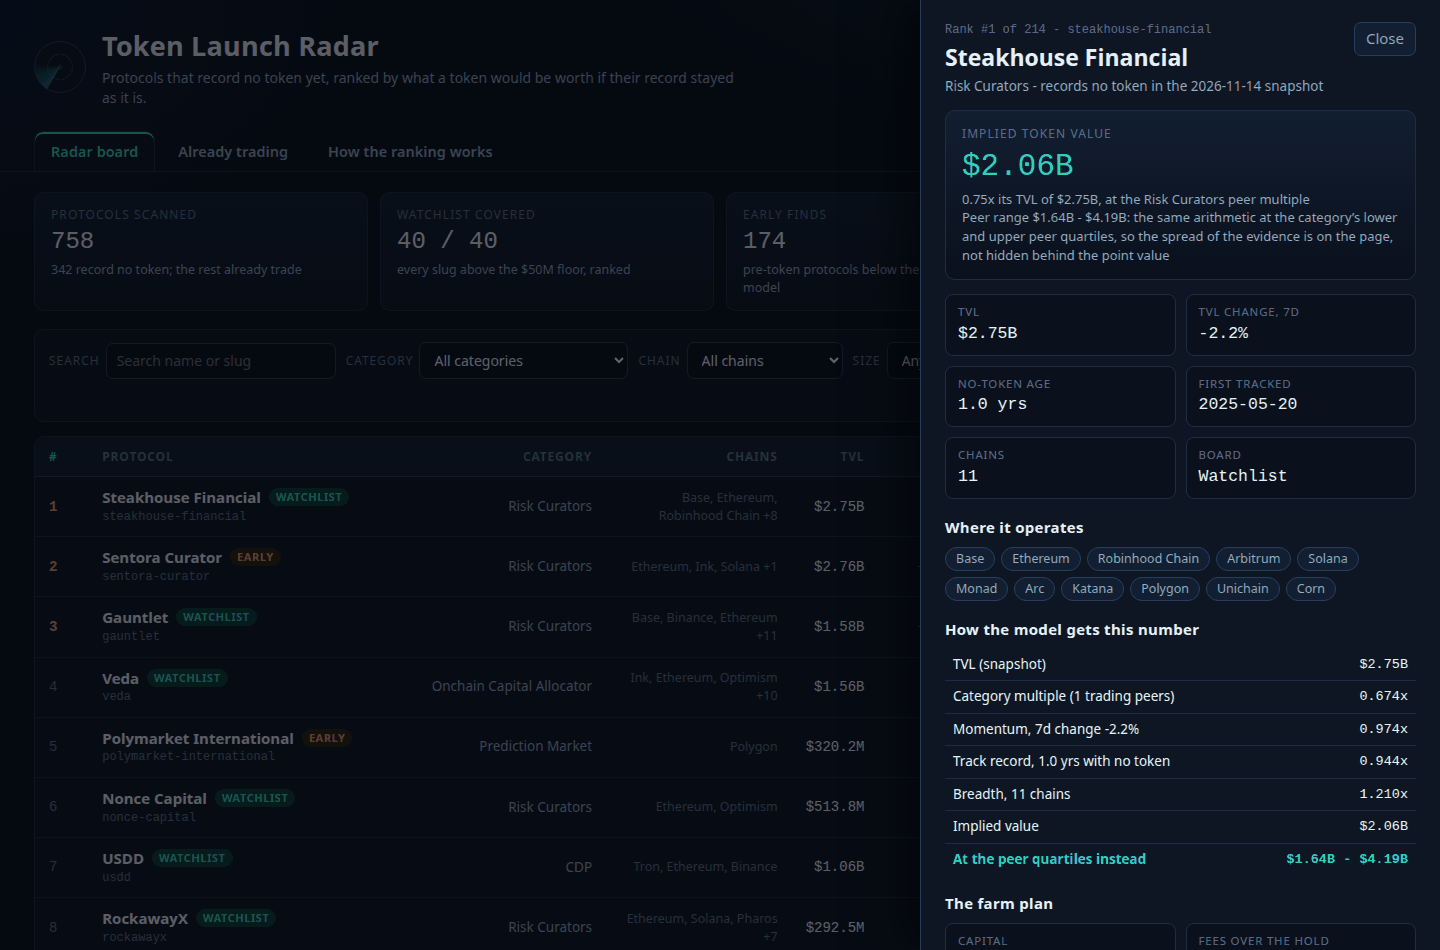 Token Launch Radar
Protocols that record no token yet, ranked by what a token would be worth if their record stayed
as it is.
Radar board
Already trading
How the ranking works
PROTOCOLS SCANNED
758
342 record no token; the rest already trade
WATCHLIST COVERED
40 / 40
every slug above the $50M floor, ranked
EARLY FINDS
174
pre-token protocols below the
model
SEARCH
Search name or slug
CATEGORY
All categories
CHAIN
All chains
SIZE
# PROTOCOL CATEGORY CHAINS TVL
1 Steakhouse Financial WATCHLIST Risk Curators Base, Ethereum, $2.75B
steakhouse-financial Robinhood Chain +8
2 Sentora Curator EARLY Risk Curators Ethereum, Ink, Solana +1 $2.76B
sentora-curator
3 Gauntlet WATCHLIST Risk Curators Base, Binance, Ethereum $1.58B
gauntlet +11
4 Veda WATCHLIST Onchain Capital Allocator Ink, Ethereum, Optimism $1.56B
veda +10
5 Polymarket International EARLY Prediction Market Polygon $320.2M
polymarket-international
6 Nonce Capital WATCHLIST Risk Curators Ethereum, Optimism $513.8M
nonce-capital
7 USDD WATCHLIST CDP Tron, Ethereum, Binance $1.06B
usdd
8 RockawayX WATCHLIST Risk Curators Ethereum, Solana, Pharos $292.5M
rockawayx +7
Rank #1 of 214 - steakhouse-financial
Close
Steakhouse Financial
Risk Curators - records no token in the 2026-11-14 snapshot
IMPLIED TOKEN VALUE
$2.06B
0.75x its TVL of $2.75B, at the Risk Curators peer multiple
Peer range $1.64B - $4.19B: the same arithmetic at the category's lower
and upper peer quartiles, so the spread of the evidence is on the page,
not hidden behind the point value
TVL
$2.75B
TVL CHANGE, 7D
-2.2%
NO-TOKEN AGE
1.0 yrs
FIRST TRACKED
2025-05-20
CHAINS
11
BOARD
Watchlist
Where it operates
Base Ethereum Robinhood Chain Arbitrum Solana
Monad Arc Katana Polygon Unichain Corn
How the model gets this number
TVL (snapshot) $2.75B
Category multiple (1 trading peers) 0.674x
Momentum, 7d change -2.2% 0.974x
Track record, 1.0 yrs with no token 0.944x
Breadth, 11 chains 1.210x
Implied value $2.06B
At the peer quartiles instead $1.64B - $4.19B
The farm plan
CAPITAL
FEES OVER THE HOLD